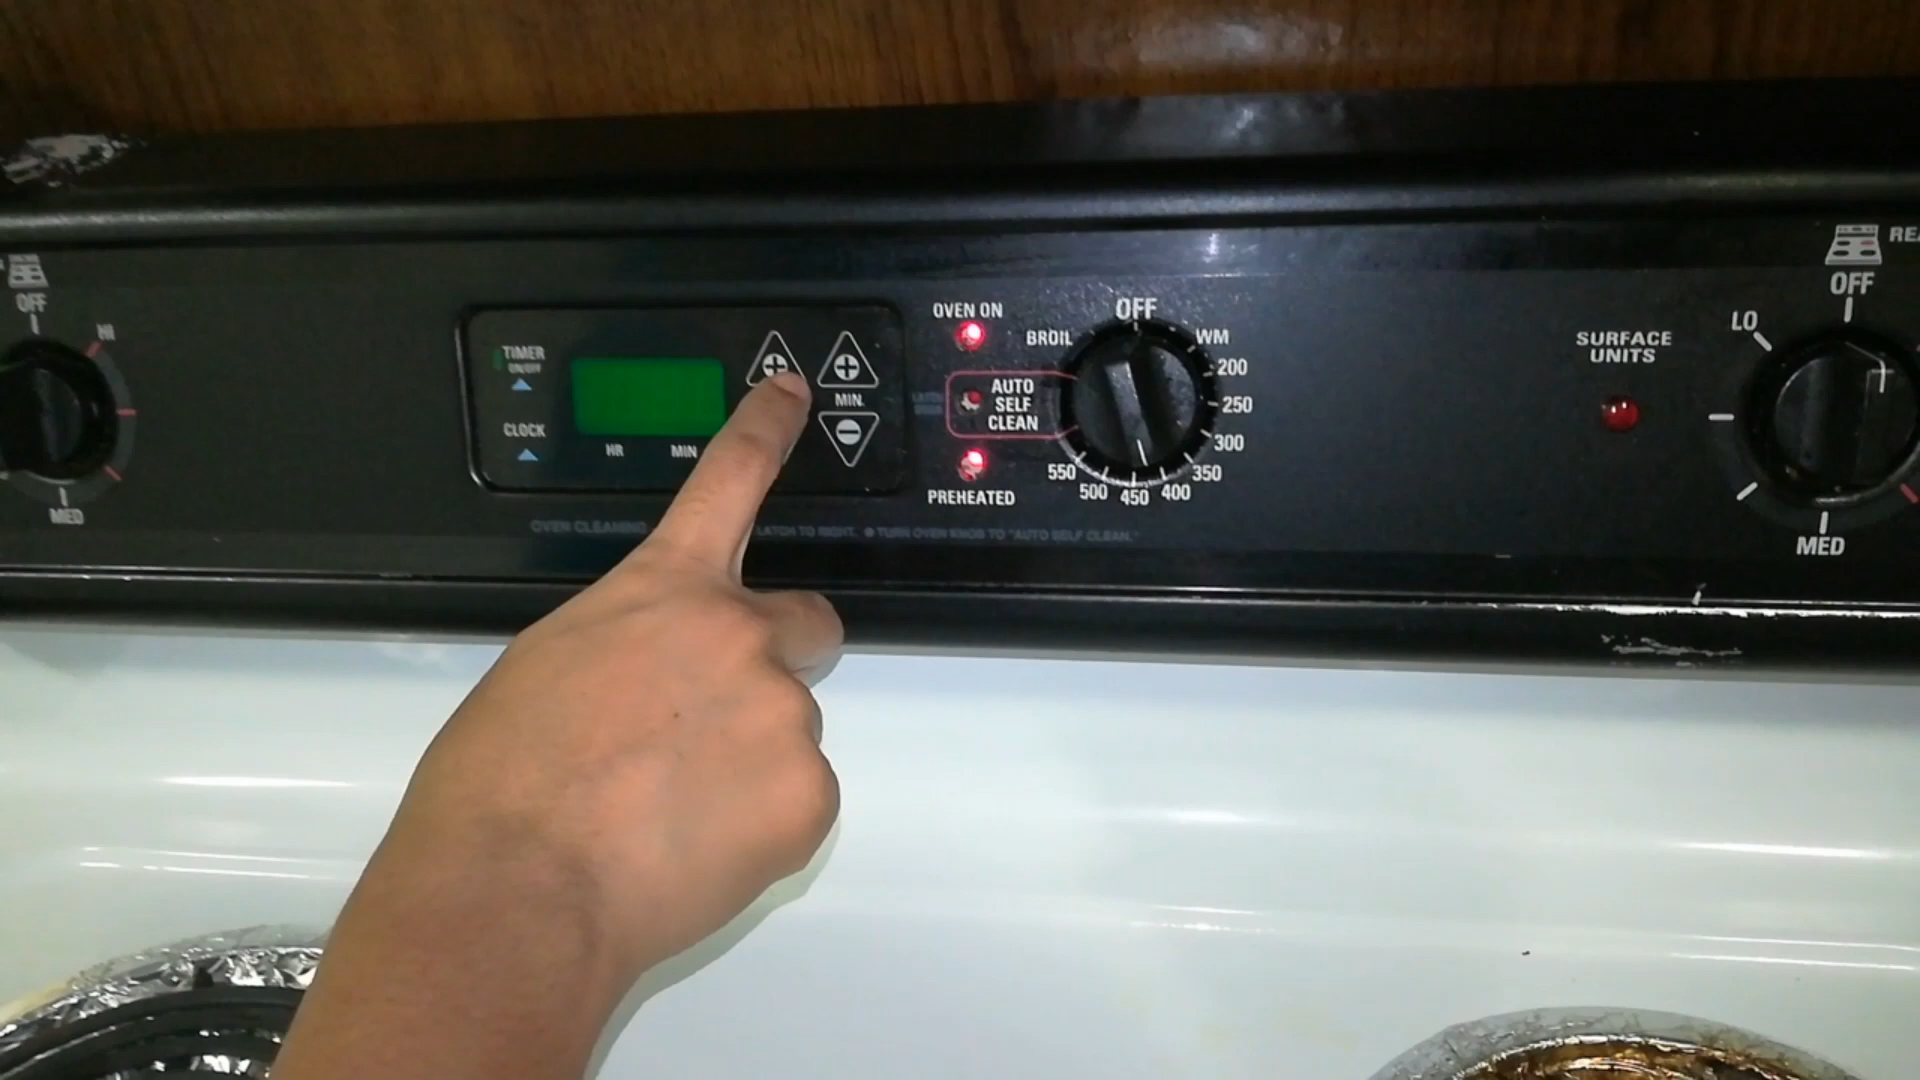 OFF
HI
MED
TIMER
ON/OFF
CLOCK
HR MIN
MIN.
OVEN CLEANING
LATCH TO RIGHT. ● TURN OVEN KNOB TO "AUTO SELF CLEAN."
OVEN ON
AUTO
SELF
CLEAN
PREHEATED
OFF
BROIL
WM
200
250
300
350
400
450
500
550
SURFACE
UNITS
OFF
LO
MED